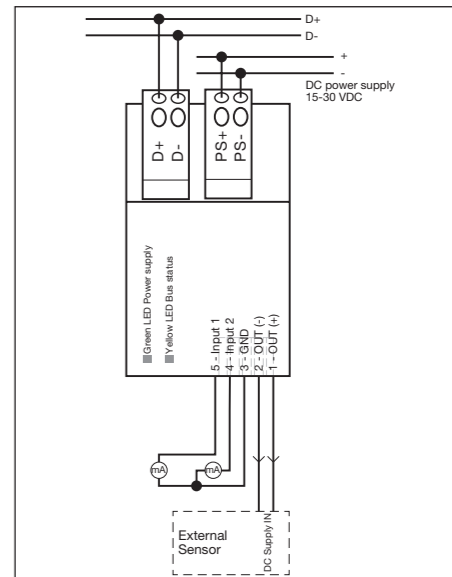 D+
D-
+
-
DC power supply
15-30 VDC
D+
D-
PS+
PS-
Green LED Power supply
Yellow LED Bus status
5 - Input 1
4 - Input 2
3 - GND
2 - OUT (-)
1 - OUT (+)
mA
mA
External
Sensor
DC Supply IN